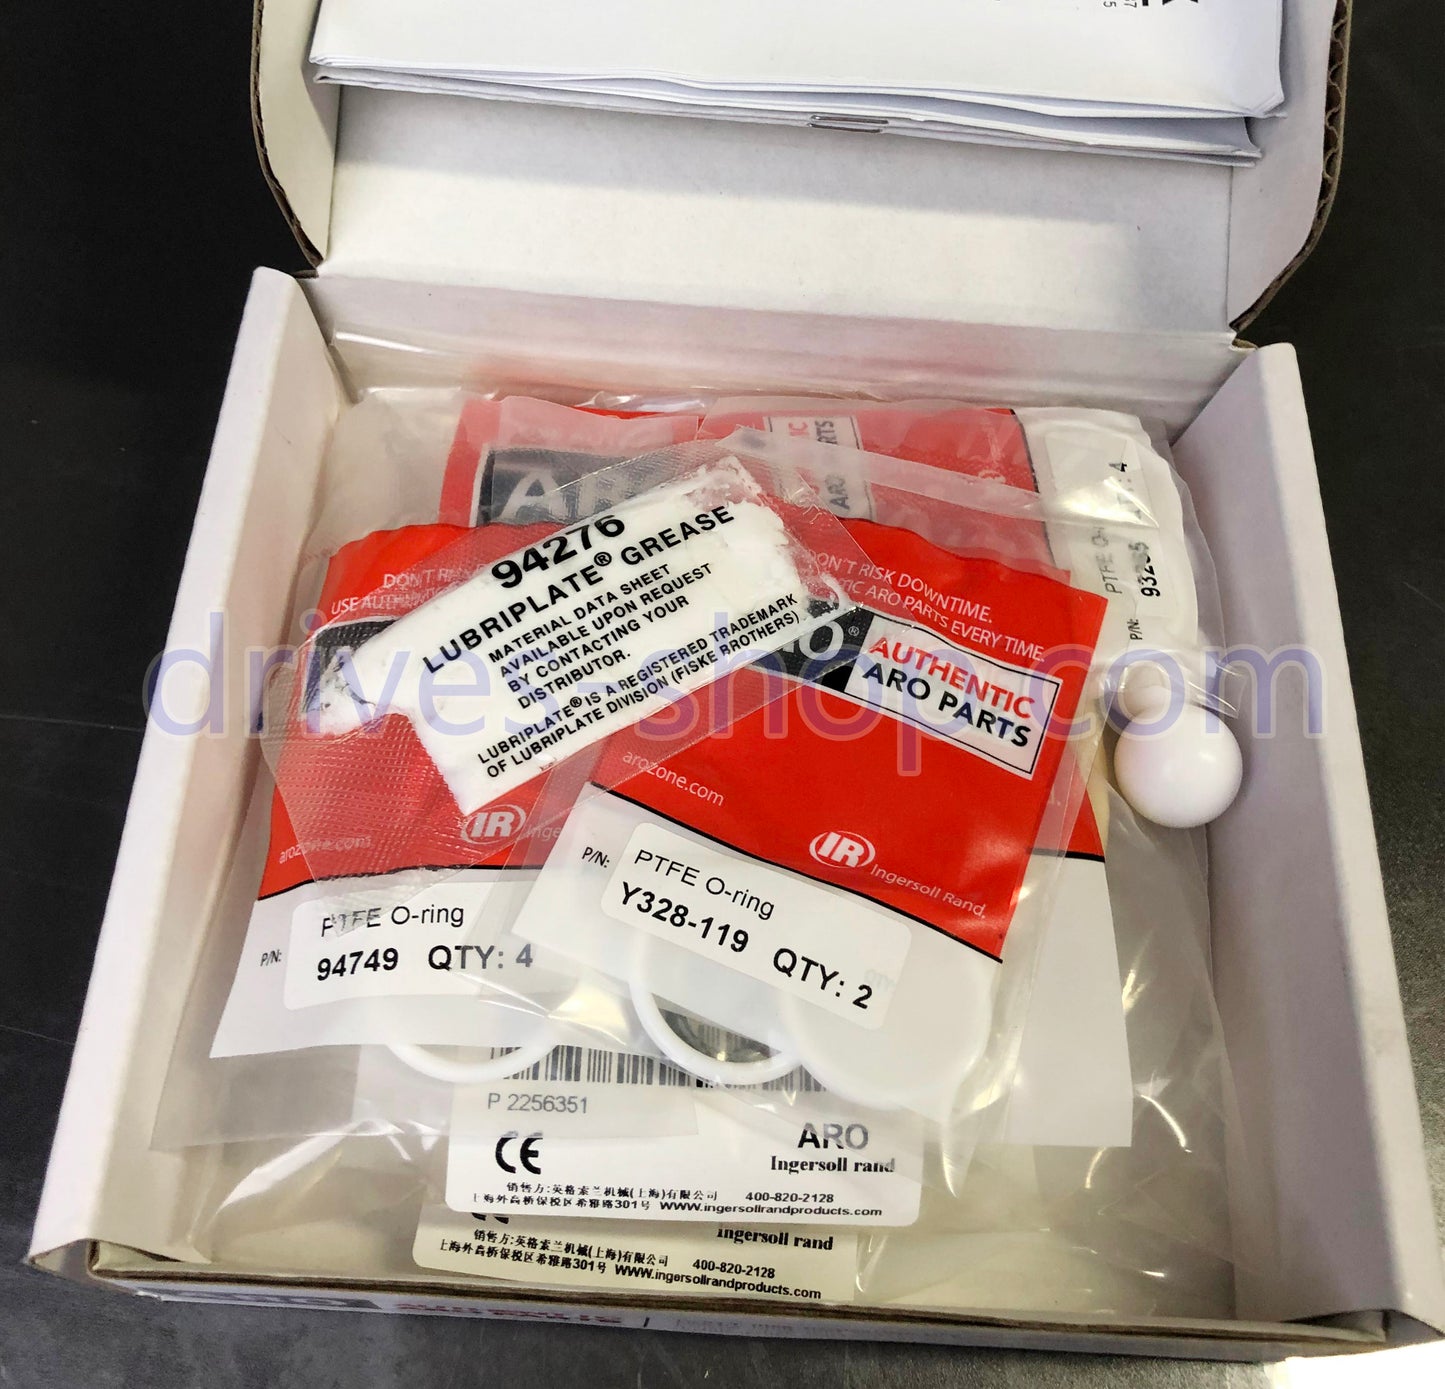 94276
LUBRIPLATE® GREASE
MATERIAL DATA SHEET
AVAILABLE UPON REQUEST
BY CONTACTING YOUR
DISTRIBUTOR.
LUBRIPLATE® IS A REGISTERED TRADEMARK
OF LUBRIPLATE DIVISION (FISKE BROTHERS).
DON'T RISK DOWNTIME.
ARO PARTS EVERY TIME.
AUTHENTIC
ARO PARTS
arozone.com
IR Ingersoll Rand.
P/N:
PTFE O-ring
Y328-119 QTY: 2
arozone.com
IR
P/N:
PTFE O-ring
94749 QTY: 4
P/N:
PTFE
4
drives-shop.com
P 2256351
CE
ARO
Ingersoll rand
销售方:英格索兰机械(上海)有限公司 400-820-2128
上海外高桥保税区希雅路301号 www.ingersollrandproducts.com
Ingersoll rand
销售方:英格索兰机械(上海)有限公司 400-820-2128
上海外高桥保税区希雅路301号 www.ingersollrandproducts.com